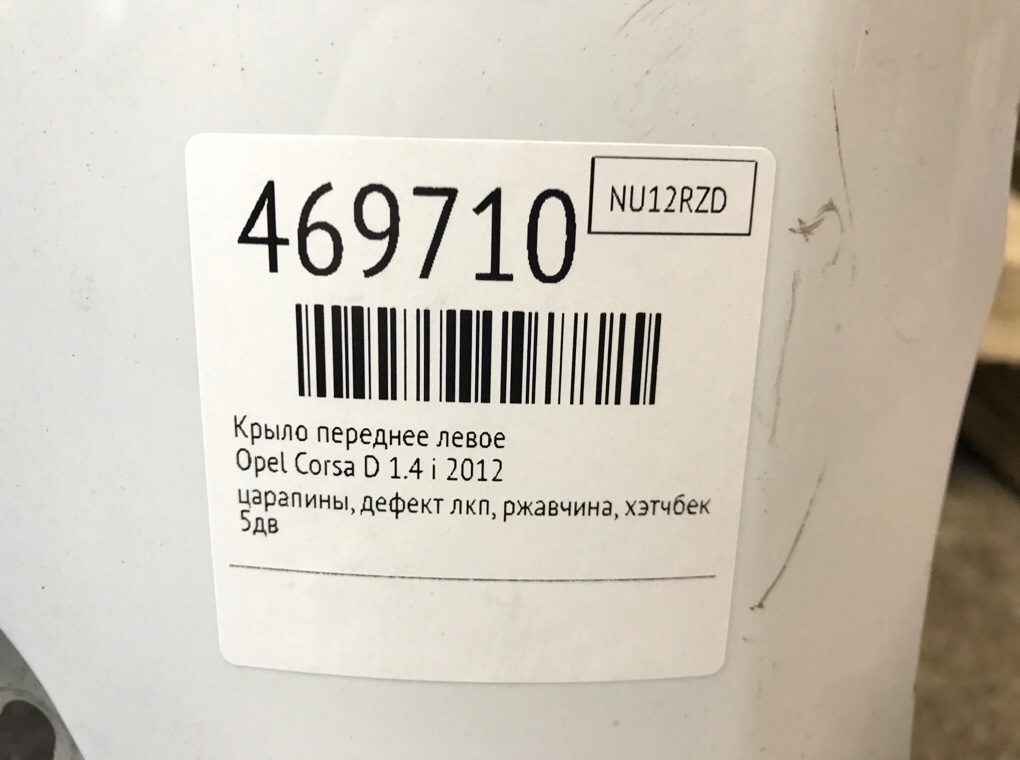 469710
NU12RZD
Крыло переднее левое
Opel Corsa D 1.4 i 2012
царапины, дефект лкп, ржавчина, хэтчбек
5дв